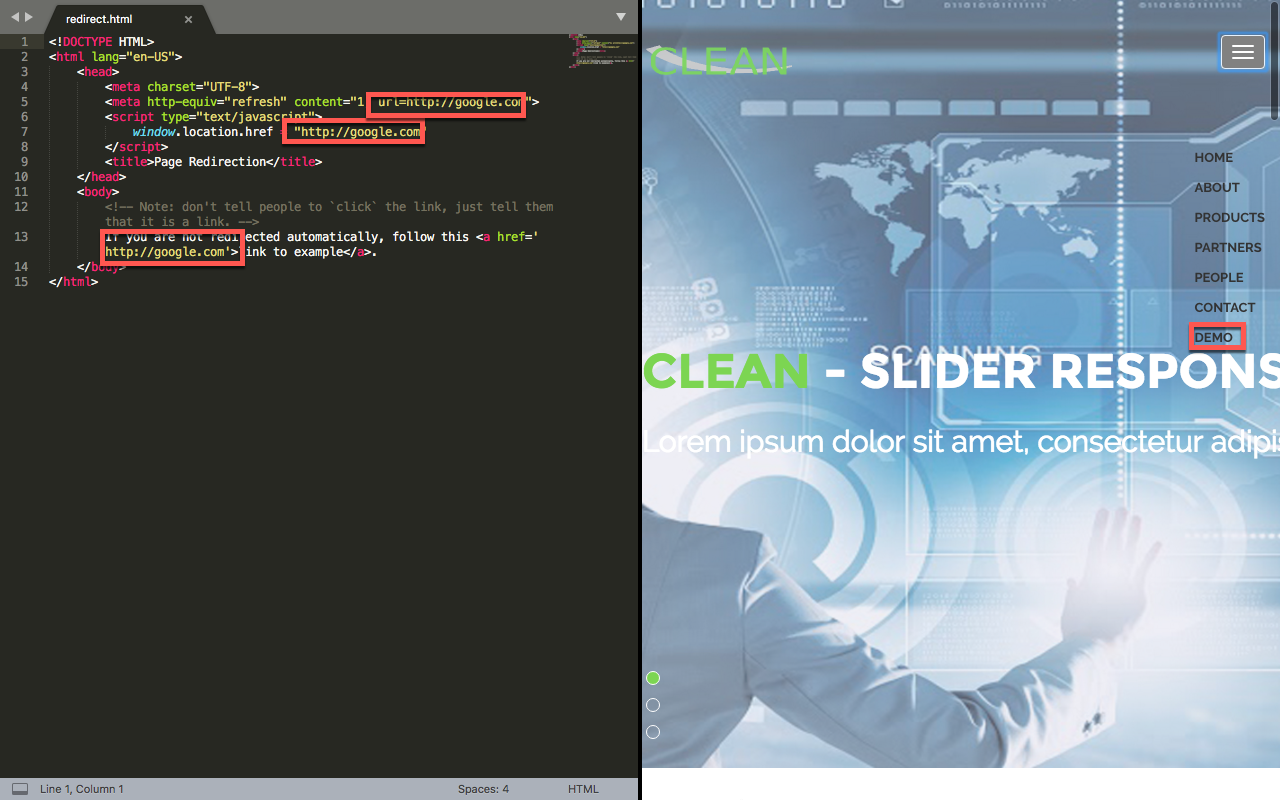 redirect.html
1 <!DOCTYPE HTML>
2 <html lang="en-US">
3 <head>
4 <meta charset="UTF-8">
5 <meta http-equiv="refresh" content="1 url=http://google.com">
6 <script type="text/javascript">
7 window.location.href = "http://google.com"
8 </script>
9 <title>Page Redirection</title>
10 </head>
11 <body>
12 <!-- Note: don't tell people to `click` the link, just tell them
that it is a link. -->
13 If you are not redirected automatically, follow this <a href='
http://google.com'>link to example</a>.
14 </body>
15 </html>
Line 1, Column 1
Spaces: 4
HTML
CLEAN
HOME
ABOUT
PRODUCTS
PARTNERS
PEOPLE
CONTACT
DEMO
SCANNING
CLEAN - SLIDER RESPONS
Lorem ipsum dolor sit amet, consectetur adipis